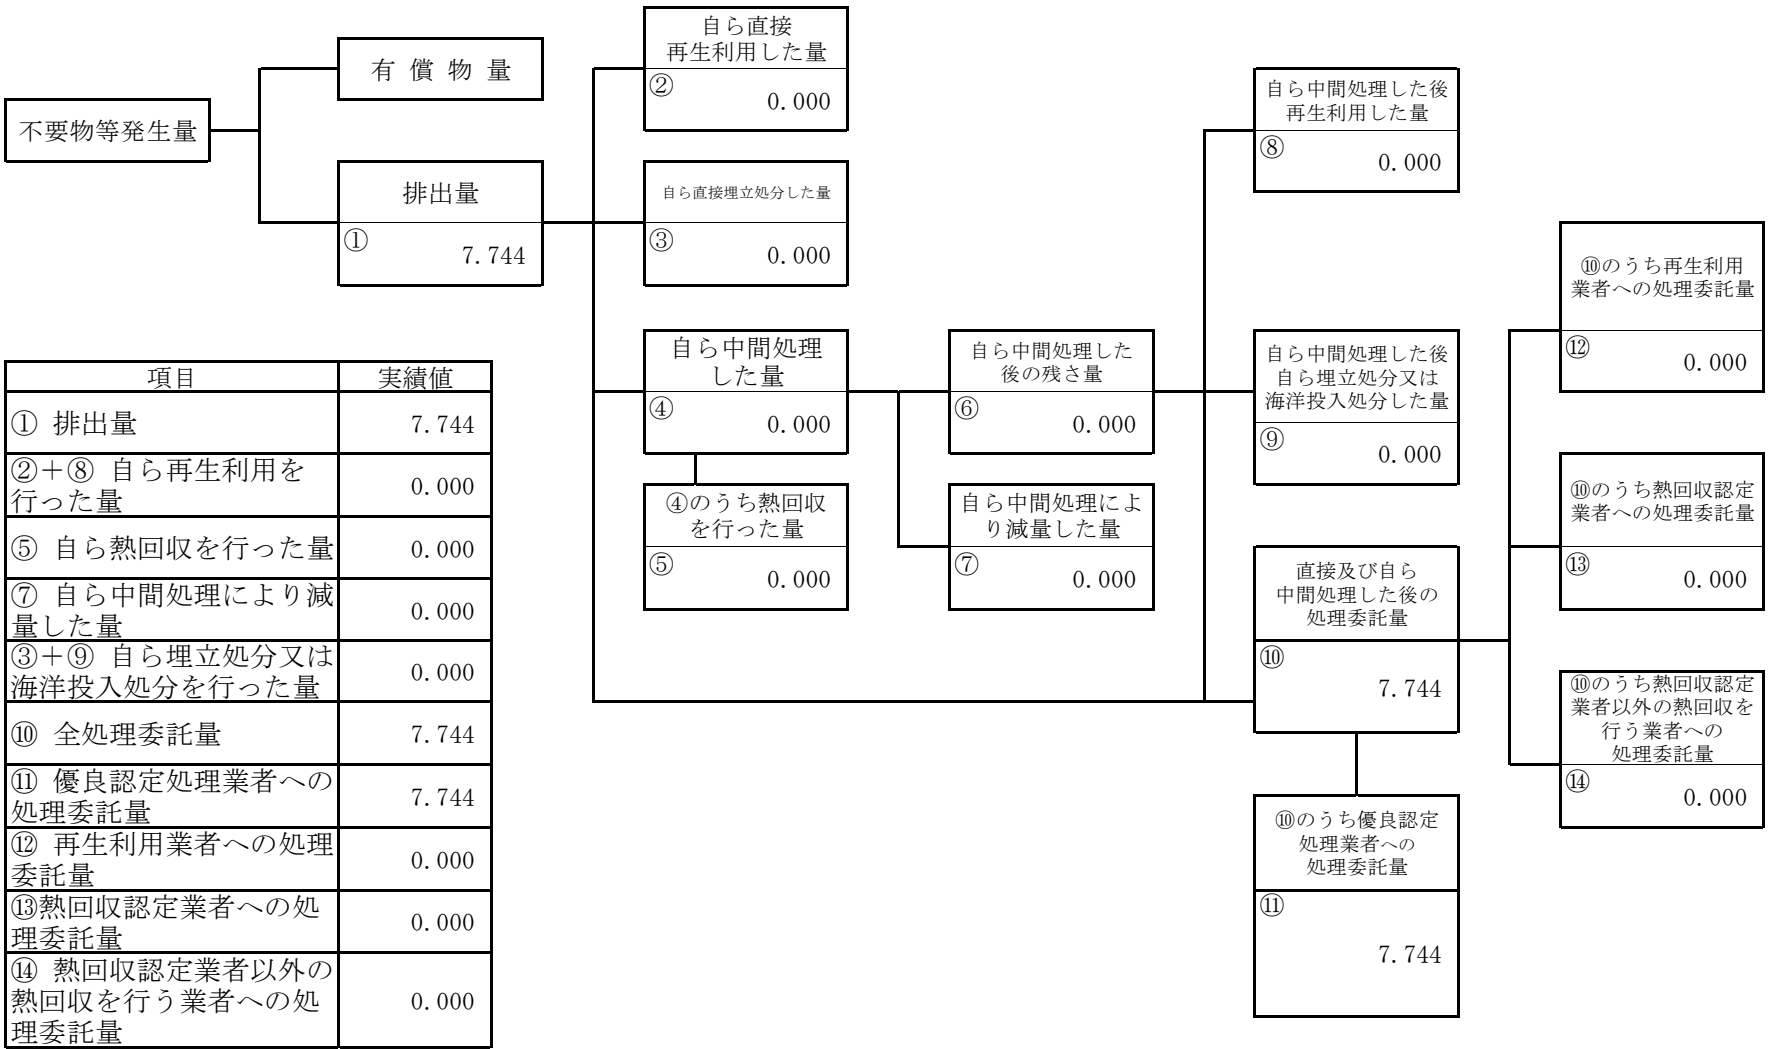 不要物等発生量
有 償 物 量
排出量
①
7.744
自ら直接
再生利用した量
②
0.000
自ら直接埋立処分した量
③
0.000
自ら中間処理
した量
④
0.000
④のうち熱回収
を行った量
⑤
0.000
自ら中間処理した
後の残さ量
⑥
0.000
自ら中間処理によ
り減量した量
⑦
0.000
自ら中間処理した後
再生利用した量
⑧
0.000
自ら中間処理した後
自ら埋立処分又は
海洋投入処分した量
⑨
0.000
直接及び自ら
中間処理した後の
処理委託量
⑩
7.744
⑩のうち優良認定
処理業者への
処理委託量
⑪
7.744
⑩のうち再生利用
業者への処理委託量
⑫
0.000
⑩のうち熱回収認定
業者への処理委託量
⑬
0.000
⑩のうち熱回収認定
業者以外の熱回収を
行う業者への
処理委託量
⑭
0.000
項目 実績値
① 排出量 7.744
②＋⑧ 自ら再生利用を
行った量 0.000
⑤ 自ら熱回収を行った量 0.000
⑦ 自ら中間処理により減
量した量 0.000
③＋⑨ 自ら埋立処分又は
海洋投入処分を行った量 0.000
⑩ 全処理委託量 7.744
⑪ 優良認定処理業者への
処理委託量 7.744
⑫ 再生利用業者への処理
委託量 0.000
⑬熱回収認定業者への処
理委託量 0.000
⑭ 熱回収認定業者以外の
熱回収を行う業者への処 0.000
理委託量